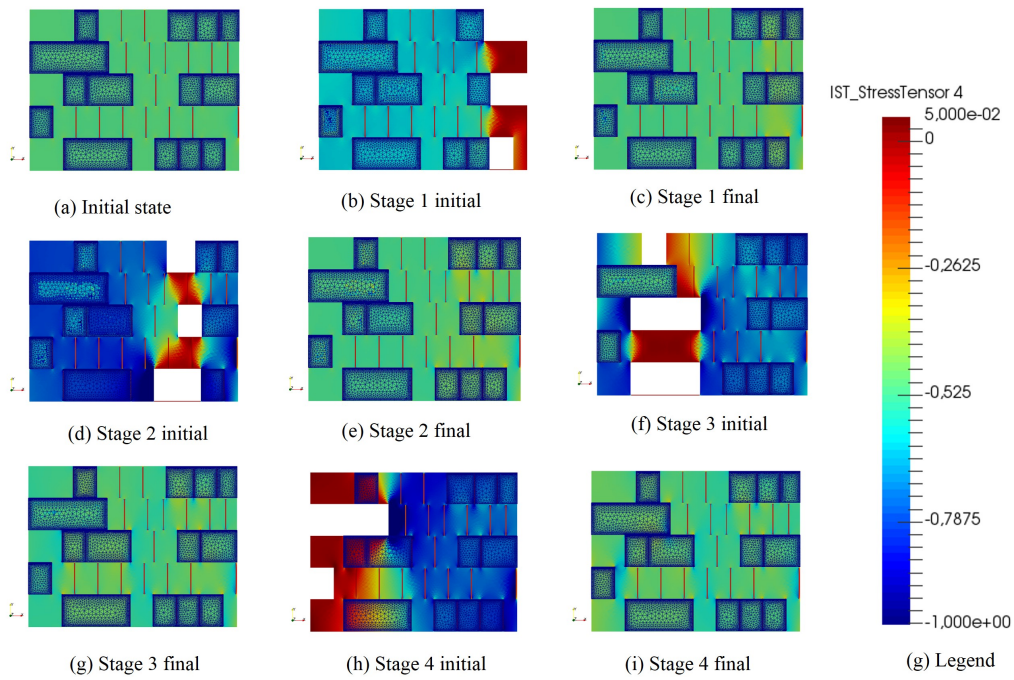 IST_StressTensor 4
5,000e-02
0
-0,2625
-0,525
-0,7875
-1,000e+00
(a) Initial state
(b) Stage 1 initial
(c) Stage 1 final
(d) Stage 2 initial
(e) Stage 2 final
(f) Stage 3 initial
(g) Stage 3 final
(h) Stage 4 initial
(i) Stage 4 final
(g) Legend